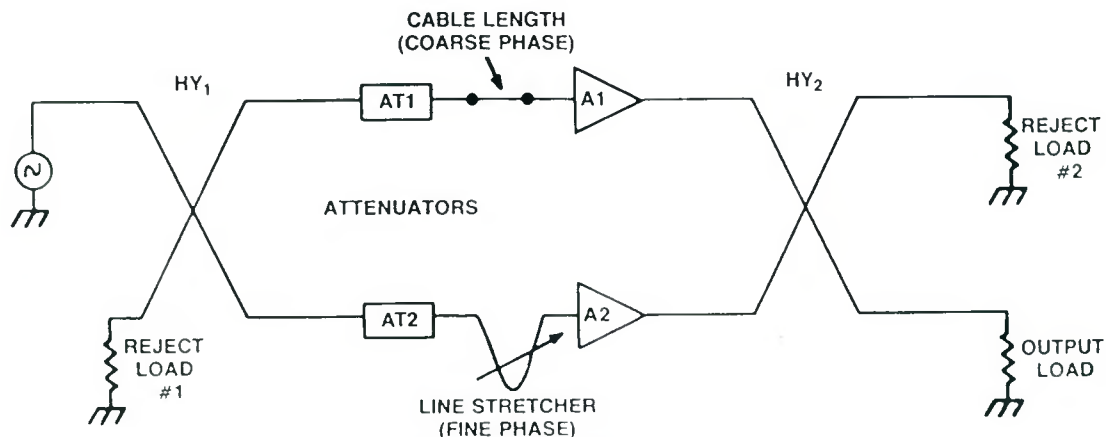 CABLE LENGTH
(COARSE PHASE)
HY₁
HY₂
AT1
A1
REJECT
LOAD
#2
ATTENUATORS
AT2
A2
REJECT
LOAD
#1
OUTPUT
LOAD
LINE STRETCHER
(FINE PHASE)